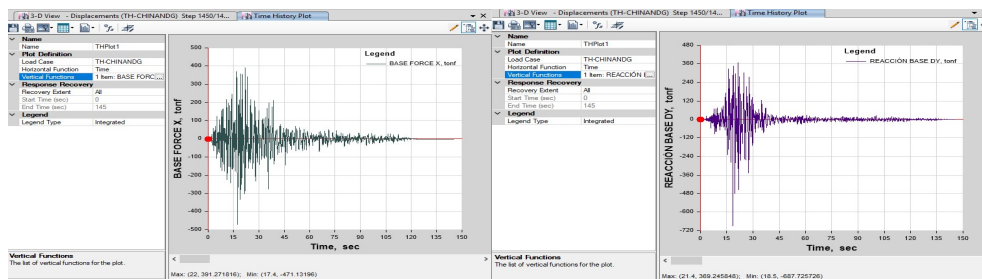 3-D View - Displacements (TH-CHINANDG) Step 1450/14...
Time History Plot
Name
Name THPlot1
Plot Definition
Load Case TH-CHINANDG
Horizontal Function Time
Vertical Functions 1 Item: BASE FORC...
Response Recovery
Recovery Extent All
Start Time (sec) 0
End Time (sec) 145
Legend
Legend Type Integrated
Vertical Functions
The list of vertical functions for the plot.
Legend
BASE FORCE X, tonf
BASE FORCE X, tonf
500
400
300
200
100
0
-100
-200
-300
-400
-500
0 15 30 45 60 75 90 105 120 135 150
Time, sec
Max: (22, 391.271816); Min: (17.4, -471.13196)
3-D View - Displacements (TH-CHINANDG) Step 1450/14...
Time History Plot
Name
Name THPlot1
Plot Definition
Load Case TH-CHINANDG
Horizontal Function Time
Vertical Functions 1 Item: REACCIÓN E...
Response Recovery
Recovery Extent All
Start Time (sec) 0
End Time (sec) 145
Legend
Legend Type Integrated
Vertical Functions
The list of vertical functions for the plot.
Legend
REACCIÓN BASE DY, tonf
REACCIÓN BASE DY, tonf
480
360
240
120
0
-120
-240
-360
-480
-600
-720
0 15 30 45 60 75 90 105 120 135 150
Time, sec
Max: (21.4, 369.245848); Min: (18.5, -687.725726)